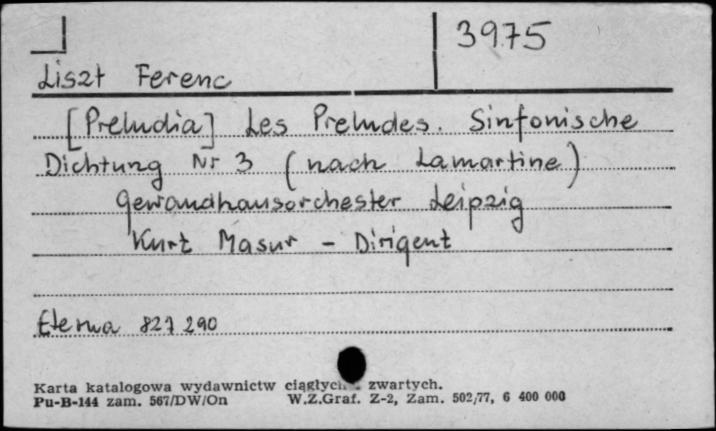 3975
Liszt Ferenc
[Preludia] Les Preludes. Sinfonische
Dichtung Nr 3 (nach Lamartine)
Gewandhausorchester Leipzig
Kurt Masur - Dirigent
Eterna 827 290
Karta katalogowa wydawnictw zwartych.
Pu-B-144 zam. 567/DW/On W.Z.Graf. Z-2, Zam. 502/77, 6 400 000